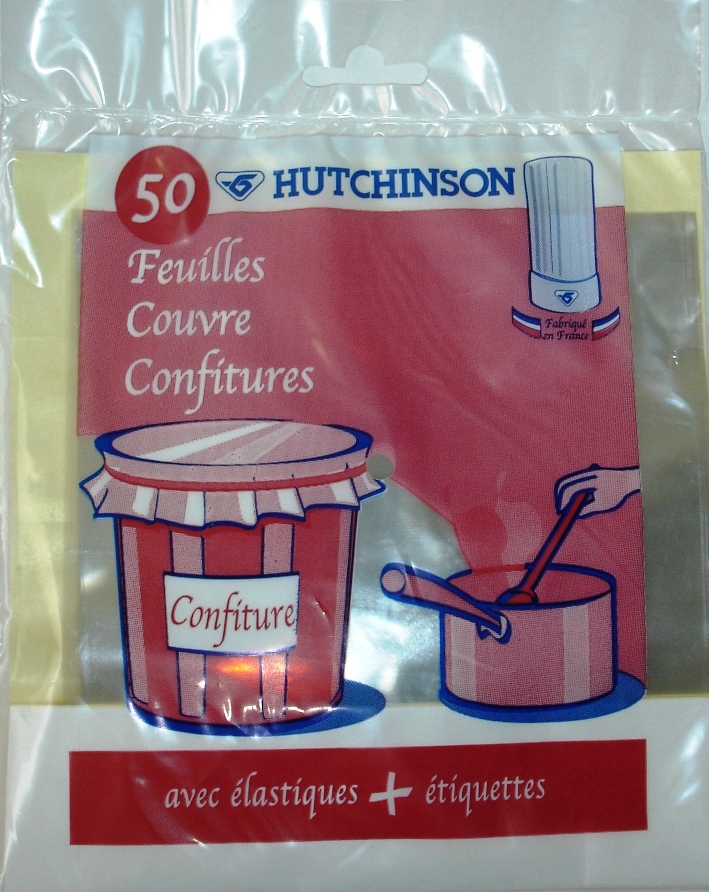 50 HUTCHINSON
Feuilles
Couvre
Confitures
Fabriqué
en France
Confiture
avec élastiques + étiquettes